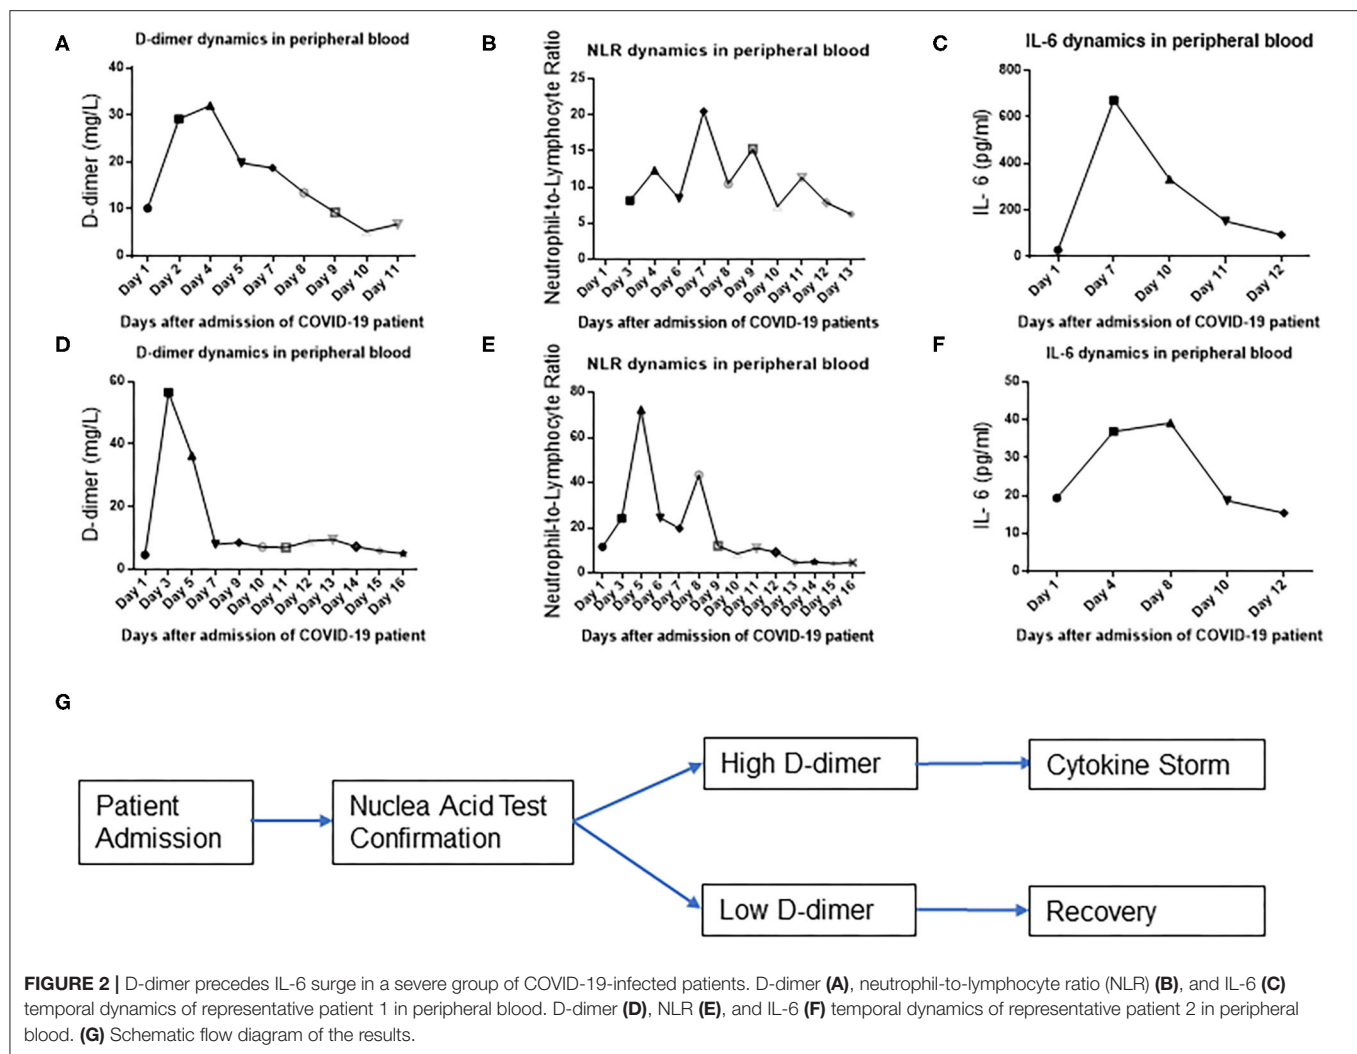 A
D-dimer dynamics in peripheral blood
D-dimer (mg/L)
40
30
20
10
0
Day 1
Day 2
Day 4
Day 5
Day 7
Day 8
Day 9
Day 10
Day 11
Days after admission of COVID-19 patient
B
NLR dynamics in peripheral blood
Neutrophil-to-Lymphocyte Ratio
25
20
15
10
5
0
Day 1
Day 3
Day 4
Day 6
Day 7
Day 8
Day 9
Day 10
Day 11
Day 12
Day 13
Days after admission of COVID-19 patients
C
IL-6 dynamics in peripheral blood
IL- 6 (pg/ml)
800
600
400
200
0
Day 1
Day 7
Day 10
Day 11
Day 12
Days after admission of COVID-19 patient
D
D-dimer dynamics in peripheral blood
D-dimer (mg/L)
60
40
20
0
Day 1
Day 3
Day 5
Day 7
Day 9
Day 10
Day 11
Day 12
Day 13
Day 14
Day 15
Day 16
Days after admission of COVID-19 patient
E
NLR dynamics in peripheral blood
Neutrophil-to-Lymphocyte Ratio
80
60
40
20
0
Day 1
Day 3
Day 5
Day 6
Day 7
Day 8
Day 9
Day 10
Day 11
Day 12
Day 13
Day 14
Day 15
Day 16
Days after admission of COVID-19 patient
F
IL-6 dynamics in peripheral blood
IL- 6 (pg/ml)
50
40
30
20
10
0
Day 1
Day 4
Day 8
Day 10
Day 12
Days after admission of COVID-19 patient
G
Patient
Admission
Nuclea Acid Test
Confirmation
High D-dimer
Cytokine Storm
Low D-dimer
Recovery
FIGURE 2 | D-dimer precedes IL-6 surge in a severe group of COVID-19-infected patients. D-dimer (A), neutrophil-to-lymphocyte ratio (NLR) (B), and IL-6 (C)
temporal dynamics of representative patient 1 in peripheral blood. D-dimer (D), NLR (E), and IL-6 (F) temporal dynamics of representative patient 2 in peripheral
blood. (G) Schematic flow diagram of the results.